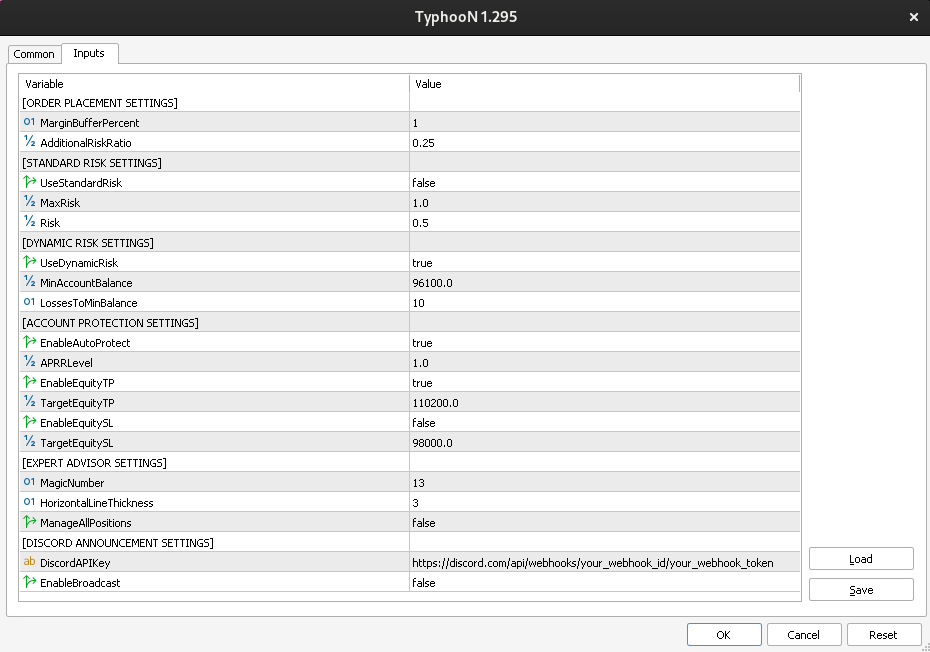 TyphooN 1.295
Common Inputs
Variable Value
[ORDER PLACEMENT SETTINGS]
01 MarginBufferPercent 1
½ AdditionalRiskRatio 0.25
[STANDARD RISK SETTINGS]
UseStandardRisk false
½ MaxRisk 1.0
½ Risk 0.5
[DYNAMIC RISK SETTINGS]
UseDynamicRisk true
½ MinAccountBalance 96100.0
01 LossesToMinBalance 10
[ACCOUNT PROTECTION SETTINGS]
EnableAutoProtect true
½ APRRLevel 1.0
EnableEquityTP true
½ TargetEquityTP 110200.0
EnableEquitySL false
½ TargetEquitySL 98000.0
[EXPERT ADVISOR SETTINGS]
01 MagicNumber 13
01 HorizontalLineThickness 3
ManageAllPositions false
[DISCORD ANNOUNCEMENT SETTINGS]
ab DiscordAPIKey https://discord.com/api/webhooks/your_webhook_id/your_webhook_token
EnableBroadcast false
Load
Save
OK Cancel Reset